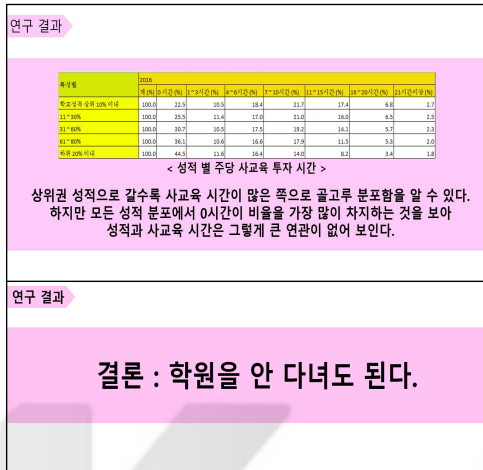 연구 결과
특성별 2016
계 (%) 0시간 (%) 1~3시간 (%) 4~6시간 (%) 7~10시간 (%) 11~15시간 (%) 16~20시간 (%) 21시간이상 (%)
학교성적 상위 10% 이내 100.0 22.5 10.5 18.4 21.7 17.4 6.8 2.7
11~30% 100.0 25.5 11.4 17.0 21.0 16.0 6.5 2.5
31~60% 100.0 30.7 10.5 17.5 19.2 14.1 5.7 2.3
61~80% 100.0 36.1 10.6 16.6 17.9 11.5 5.3 2.0
하위 20% 이내 100.0 44.5 11.6 16.4 14.0 8.2 3.4 1.8
< 성적 별 주당 사교육 투자 시간 >
상위권 성적으로 갈수록 사교육 시간이 많은 쪽으로 골고루 분포함을 알 수 있다.
하지만 모든 성적 분포에서 0시간이 비율을 가장 많이 차지하는 것을 보아
성적과 사교육 시간은 그렇게 큰 연관이 없어 보인다.
연구 결과
결론 : 학원을 안 다녀도 된다.